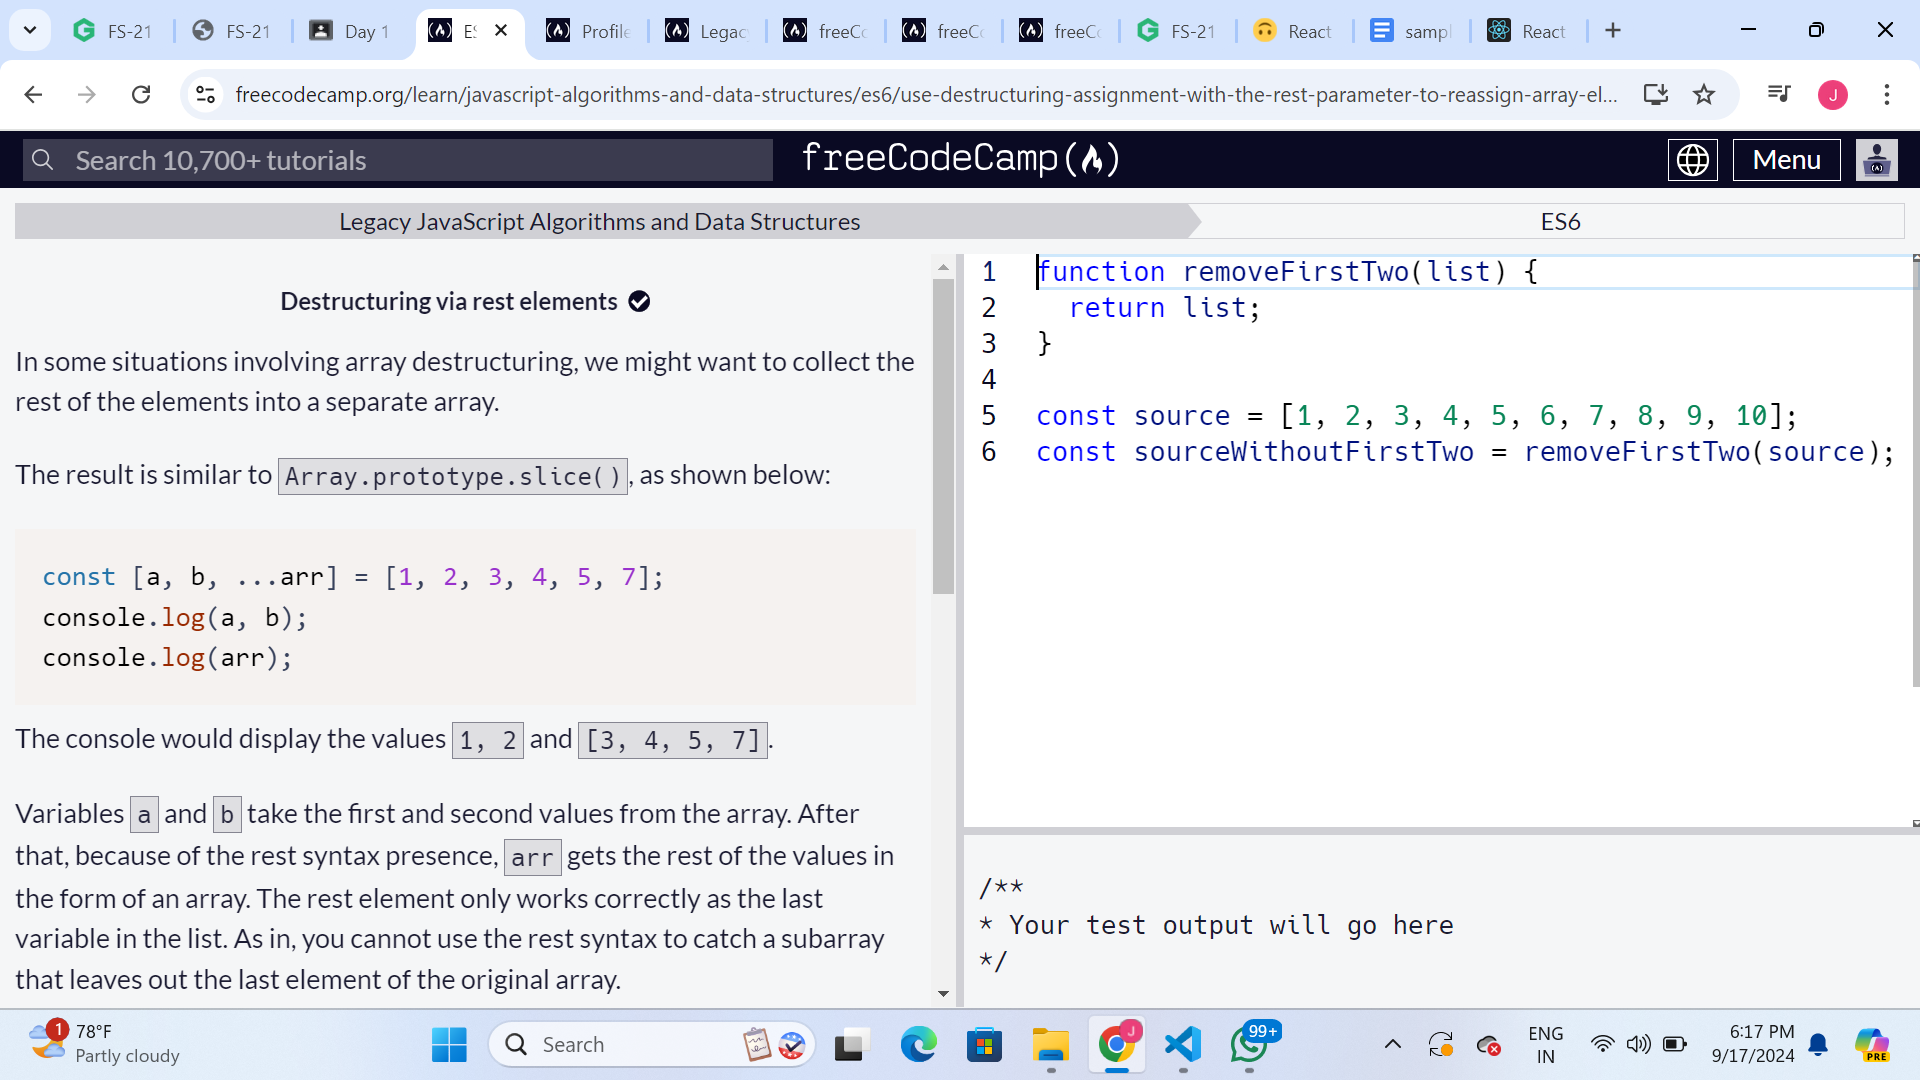 FS-21
FS-21
Day 1
ES
Profile
Legac
freeCo
freeCo
freeCo
FS-21
React
sampl
React
freecodecamp.org/learn/javascript-algorithms-and-data-structures/es6/use-destructuring-assignment-with-the-rest-parameter-to-reassign-array-el...
J
Search 10,700+ tutorials
freeCodeCamp
Menu
Legacy JavaScript Algorithms and Data Structures
ES6
Destructuring via rest elements
In some situations involving array destructuring, we might want to collect the
rest of the elements into a separate array.
The result is similar to Array.prototype.slice(), as shown below:
const [a, b, ...arr] = [1, 2, 3, 4, 5, 7];
console.log(a, b);
console.log(arr);
The console would display the values 1, 2 and [3, 4, 5, 7].
Variables a and b take the first and second values from the array. After
that, because of the rest syntax presence, arr gets the rest of the values in
the form of an array. The rest element only works correctly as the last
variable in the list. As in, you cannot use the rest syntax to catch a subarray
that leaves out the last element of the original array.
1 function removeFirstTwo(list) {
2 return list;
3 }
4
5 const source = [1, 2, 3, 4, 5, 6, 7, 8, 9, 10];
6 const sourceWithoutFirstTwo = removeFirstTwo(source);
/**
* Your test output will go here
*/
1
78°F
Partly cloudy
Search
J
99+
ENG
IN
6:17 PM
9/17/2024
PRE